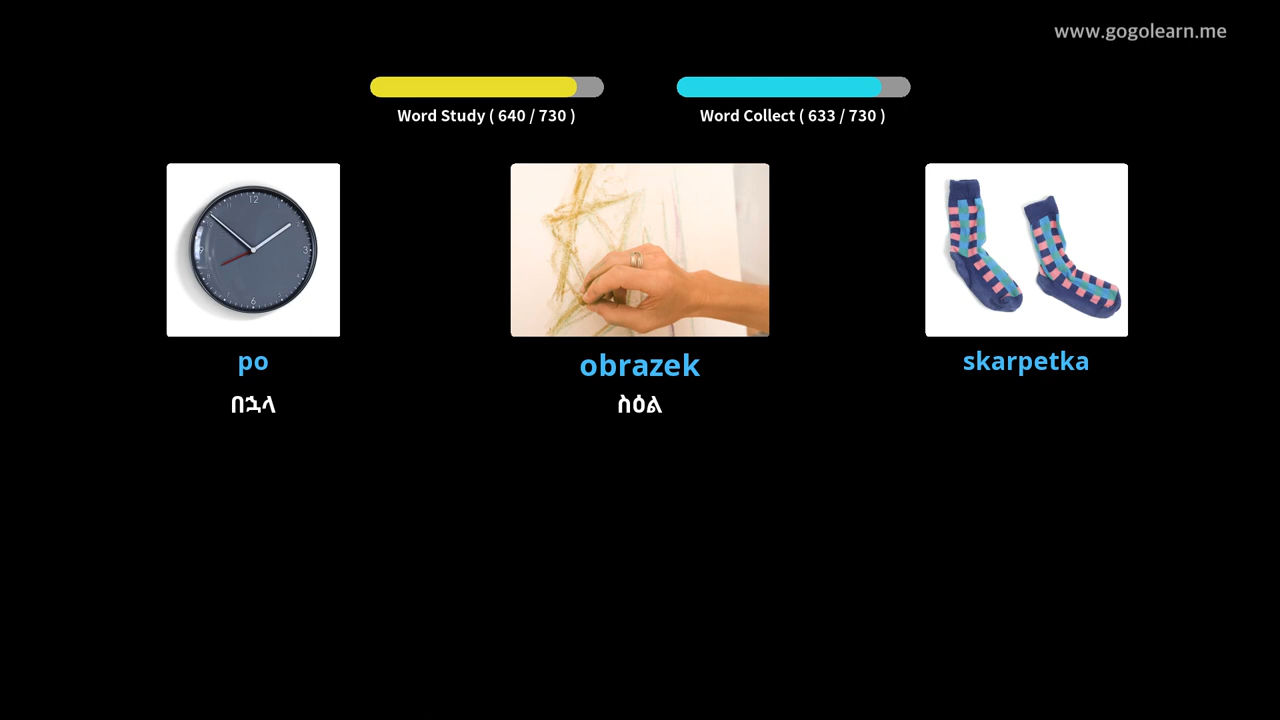 www.gogolearn.me
Word Study ( 640 / 730 )
Word Collect ( 633 / 730 )
po
obrazek
skarpetka
በኋላ
ስዕል